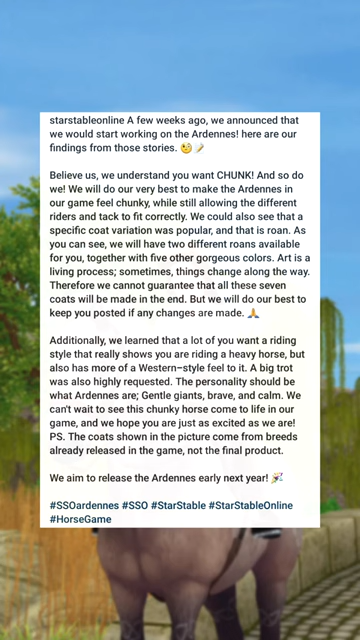 starstableonline A few weeks ago, we announced that
we would start working on the Ardennes! here are our
findings from those stories. 🧐 📝
Believe us, we understand you want CHUNK! And so do
we! We will do our very best to make the Ardennes in
our game feel chunky, while still allowing the different
riders and tack to fit correctly. We could also see that a
specific coat variation was popular, and that is roan. As
you can see, we will have two different roans available
for you, together with five other gorgeous colors. Art is a
living process; sometimes, things change along the way.
Therefore we cannot guarantee that all these seven
coats will be made in the end. But we will do our best to
keep you posted if any changes are made. 🙏
Additionally, we learned that a lot of you want a riding
style that really shows you are riding a heavy horse, but
also has more of a Western-style feel to it. A big trot
was also highly requested. The personality should be
what Ardennes are; Gentle giants, brave, and calm. We
can't wait to see this chunky horse come to life in our
game, and we hope you are just as excited as we are!
PS. The coats shown in the picture come from breeds
already released in the game, not the final product.
We aim to release the Ardennes early next year! 🎉
#SSOardennes #SSO #StarStable #StarStableOnline
#HorseGame